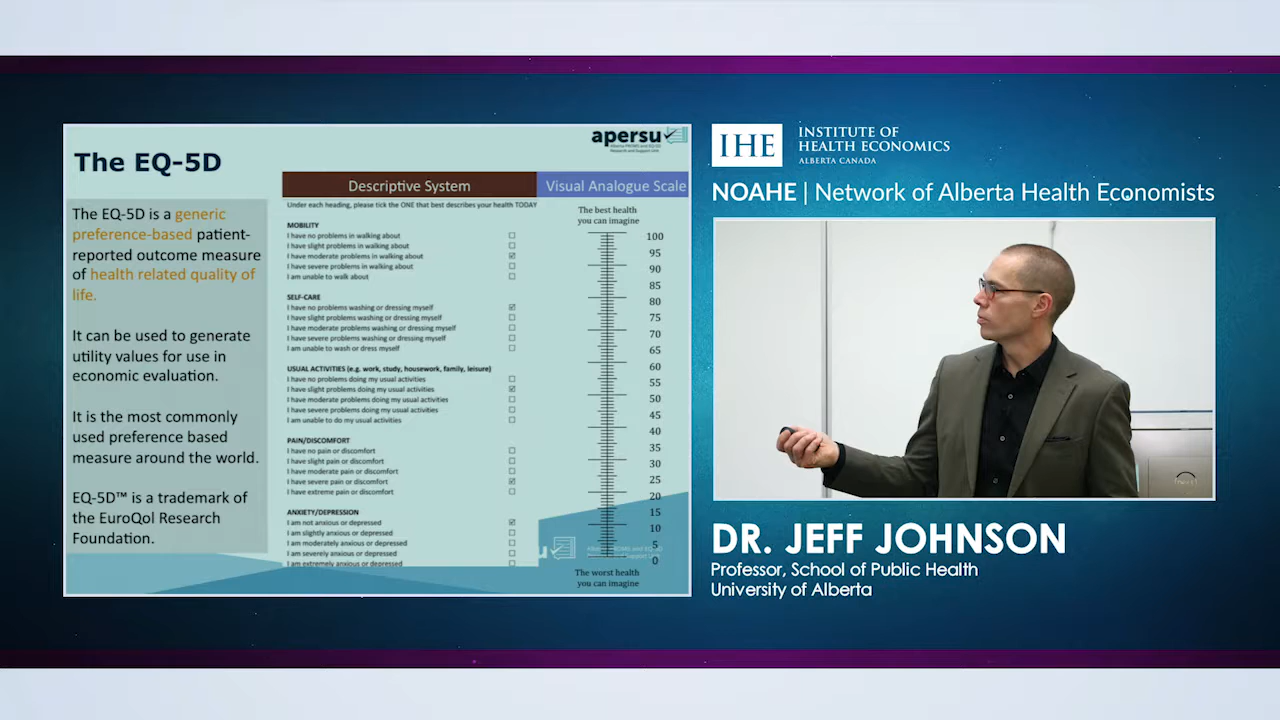 apersu
Alberta PROMs and EQ-5D
Research and Support Unit
The EQ-5D
The EQ-5D is a generic
preference-based patient-
reported outcome measure
of health related quality of
life.
It can be used to generate
utility values for use in
economic evaluation.
It is the most commonly
used preference based
measure around the world.
EQ-5D™ is a trademark of
the EuroQol Research
Foundation.
Descriptive System
Under each heading, please tick the ONE that best describes your health TODAY
MOBILITY
I have no problems in walking about
I have slight problems in walking about
I have moderate problems in walking about
I have severe problems in walking about
I am unable to walk about
SELF-CARE
I have no problems washing or dressing myself
I have slight problems washing or dressing myself
I have moderate problems washing or dressing myself
I have severe problems washing or dressing myself
I am unable to wash or dress myself
USUAL ACTIVITIES (e.g. work, study, housework, family, leisure)
I have no problems doing my usual activities
I have slight problems doing my usual activities
I have moderate problems doing my usual activities
I have severe problems doing my usual activities
I am unable to do my usual activities
PAIN/DISCOMFORT
I have no pain or discomfort
I have slight pain or discomfort
I have moderate pain or discomfort
I have severe pain or discomfort
I have extreme pain or discomfort
ANXIETY/DEPRESSION
I am not anxious or depressed
I am slightly anxious or depressed
I am moderately anxious or depressed
I am severely anxious or depressed
I am extremely anxious or depressed
Visual Analogue Scale
The best health
you can imagine
100
95
90
85
80
75
70
65
60
55
50
45
40
35
30
25
20
15
10
5
0
The worst health
you can imagine
IHE
INSTITUTE OF
HEALTH ECONOMICS
ALBERTA CANADA
NOAHE | Network of Alberta Health Economists
DR. JEFF JOHNSON
Professor, School of Public Health
University of Alberta